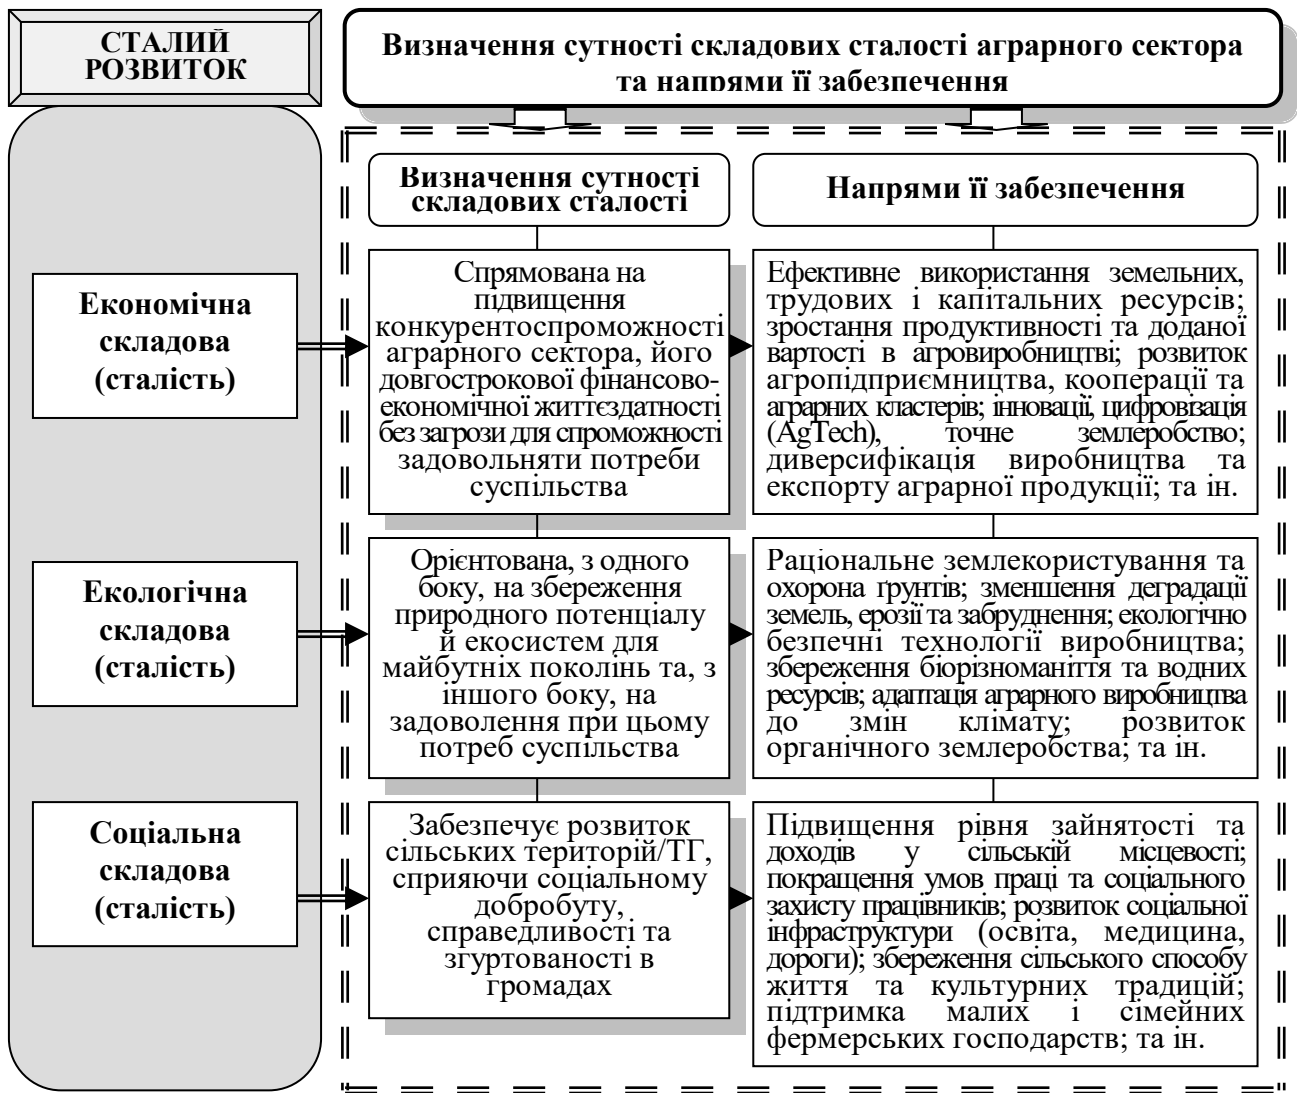 СТАЛИЙ
РОЗВИТОК
Визначення сутності складових сталості аграрного сектора
та напрями її забезпечення
Визначення сутності
складових сталості
Напрями її забезпечення
Економічна
складова
(сталість)
Спрямована на
підвищення
конкурентоспроможності
аграрного сектора, його
довгострокової фінансово-
економічної життєздатності
без загрози для спроможності
задовольняти потреби
суспільства
Ефективне використання земельних,
трудових і капітальних ресурсів;
зростання продуктивності та доданої
вартості в агровиробництві; розвиток
агропідприємництва, кооперації та
аграрних кластерів; інновації, цифровізація
(AgTech), точне землеробство;
диверсифікація виробництва та
експорту аграрної продукції; та ін.
Екологічна
складова
(сталість)
Орієнтована, з одного
боку, на збереження
природного потенціалу
й екосистем для
майбутніх поколінь та, з
іншого боку, на
задоволення при цьому
потреб суспільства
Раціональне землекористування та
охорона ґрунтів; зменшення деградації
земель, ерозії та забруднення; екологічно
безпечні технології виробництва;
збереження біорізноманіття та водних
ресурсів; адаптація аграрного виробництва
до змін клімату; розвиток
органічного землеробства; та ін.
Соціальна
складова
(сталість)
Забезпечує розвиток
сільських територій/ТГ,
сприяючи соціальному
добробуту,
справедливості та
згуртованості в
громадах
Підвищення рівня зайнятості та
доходів у сільській місцевості;
покращення умов праці та соціального
захисту працівників; розвиток соціальної
інфраструктури (освіта, медицина,
дороги); збереження сільського способу
життя та культурних традицій;
підтримка малих і сімейних
фермерських господарств; та ін.